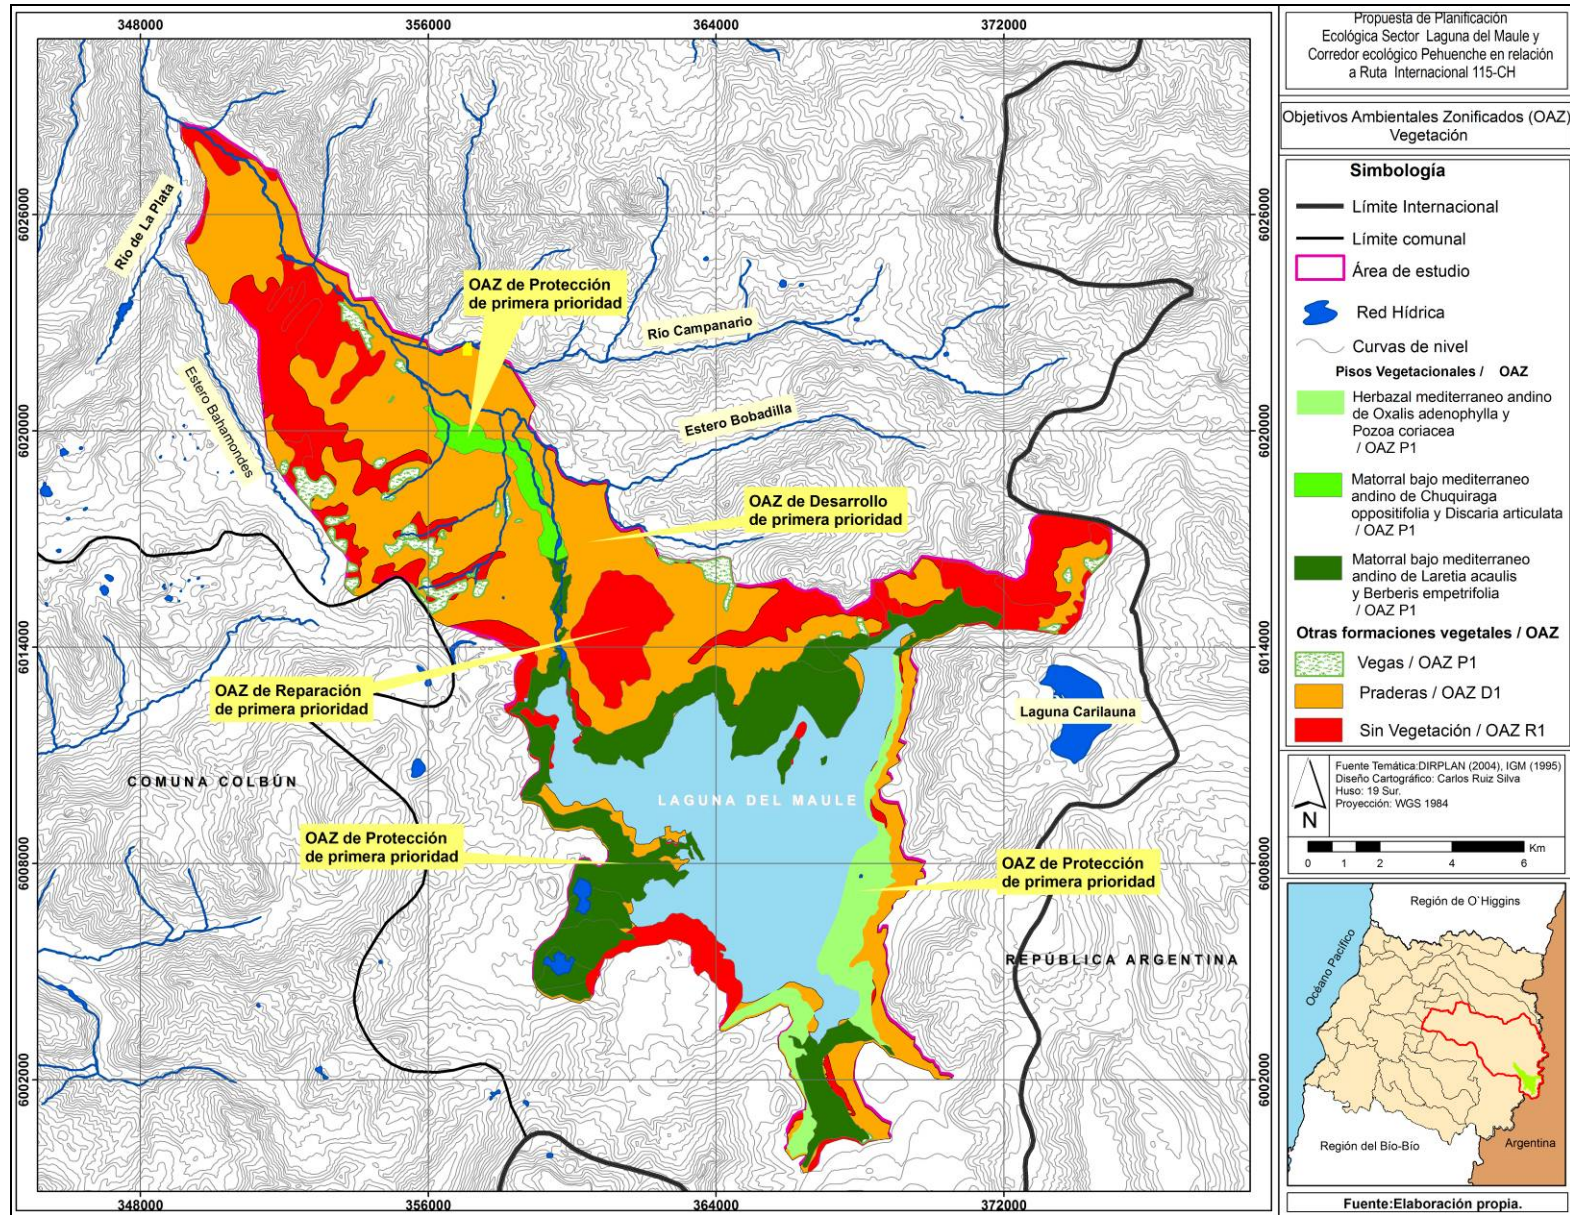 348000
356000
364000
372000
6026000
6020000
6014000
6008000
6002000
6026000
6020000
6014000
6008000
6002000
348000
356000
364000
372000
Río de La Plata
Estero Bahamondes
OAZ de Protección
de primera prioridad
Río Campanario
Estero Bobadilla
OAZ de Desarrollo
de primera prioridad
OAZ de Reparación
de primera prioridad
Laguna Carilauna
COMUNA COLBÚN
LAGUNA DEL MAULE
OAZ de Protección
de primera prioridad
OAZ de Protección
de primera prioridad
REPÚBLICA ARGENTINA
Propuesta de Planificación
Ecológica Sector Laguna del Maule y
Corredor ecológico Pehuenche en relación
a Ruta Internacional 115-CH
Objetivos Ambientales Zonificados (OAZ)
Vegetación
Simbología
Límite Internacional
Límite comunal
Área de estudio
Red Hídrica
Curvas de nivel
Pisos Vegetacionales / OAZ
Herbazal mediterraneo andino
de Oxalis adenophylla y
Pozoa coriacea
/ OAZ P1
Matorral bajo mediterraneo
andino de Chuquiraga
oppositifolia y Discaria articulata
/ OAZ P1
Matorral bajo mediterraneo
andino de Laretia acaulis
y Berberis empetrifolia
/ OAZ P1
Otras formaciones vegetales / OAZ
Vegas / OAZ P1
Praderas / OAZ D1
Sin Vegetación / OAZ R1
N
Fuente Temática:DIRPLAN (2004), IGM (1995)
Diseño Cartográfico: Carlos Ruiz Silva
Huso: 19 Sur.
Proyección: WGS 1984
Km
0 1 2 4 6
Región de O`Higgins
Océano Pacífico
Región del Bío-Bío
Argentina
Fuente:Elaboración propia.